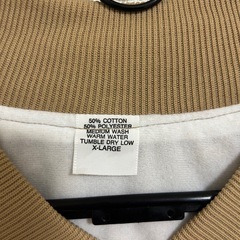 50% COTTON
50% POLYESTER
MEDIUM WASH
WARM WATER
TUMBLE DRY LOW
X-LARGE